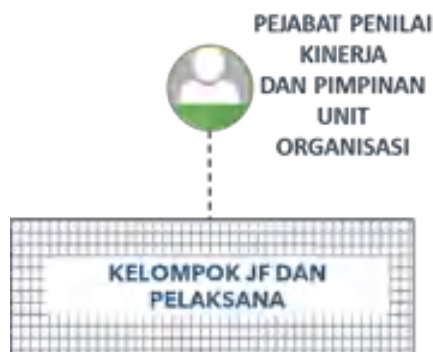 PEJABAT PENILAI
KINERJA
DAN PIMPINAN
UNIT
ORGANISASI
KELOMPOK JF DAN
PELAKSANA